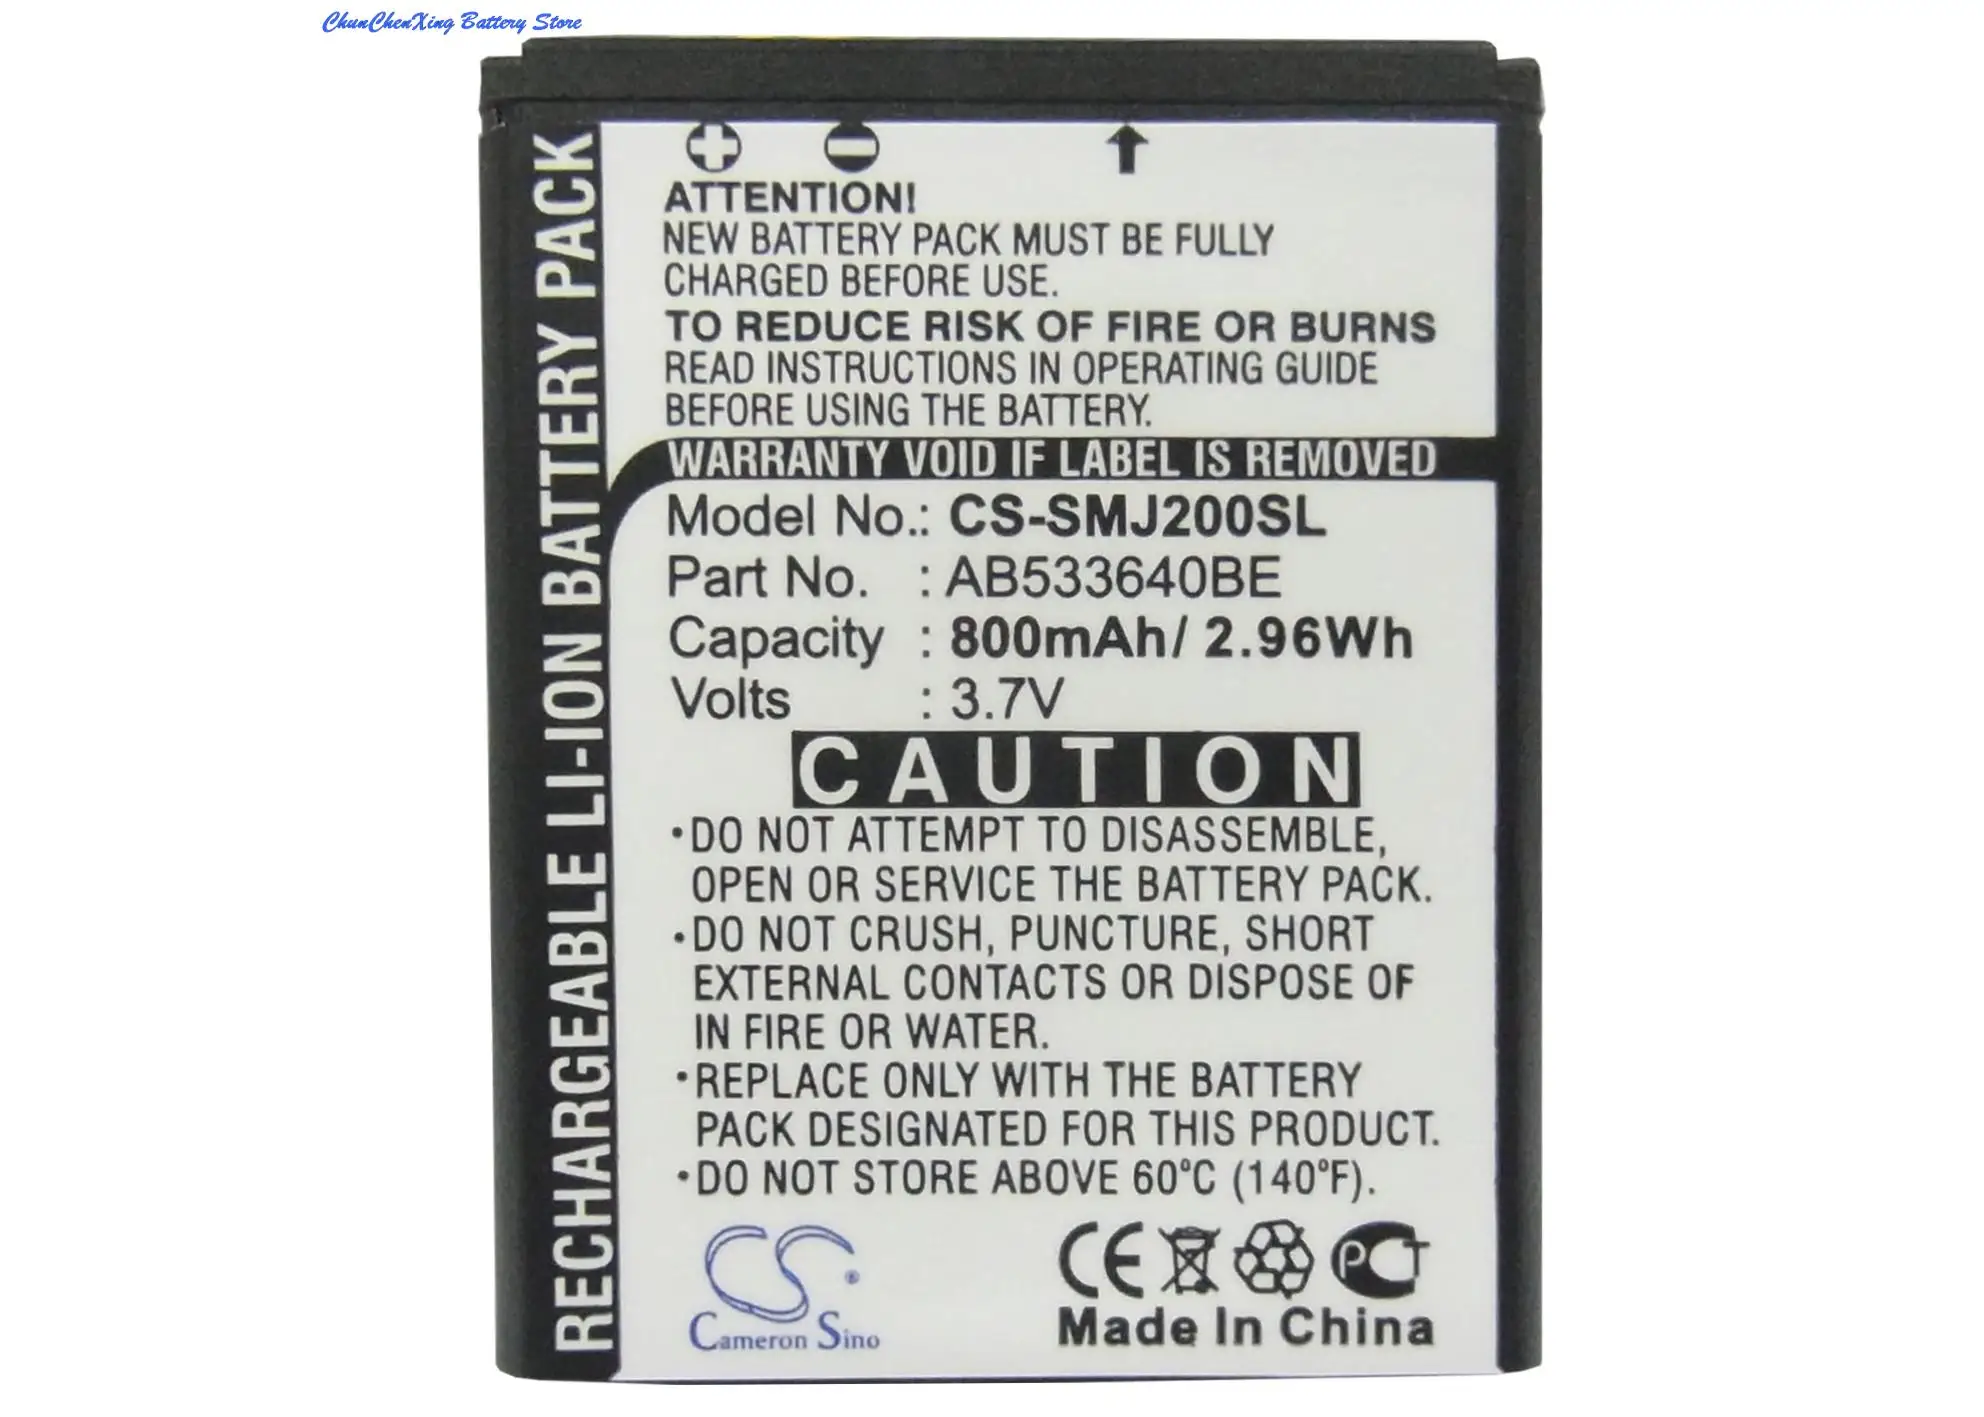 ChunChenXing Battery Store
RECHARGEABLE LI-ION BATTERY PACK
ATTENTION!
NEW BATTERY PACK MUST BE FULLY
CHARGED BEFORE USE.
TO REDUCE RISK OF FIRE OR BURNS
READ INSTRUCTIONS IN OPERATING GUIDE
BEFORE USING THE BATTERY.
WARRANTY VOID IF LABEL IS REMOVED
Model No.: CS-SMJ200SL
Part No. : AB533640BE
Capacity : 800mAh/ 2.96Wh
Volts : 3.7V
CAUTION
•DO NOT ATTEMPT TO DISASSEMBLE,
OPEN OR SERVICE THE BATTERY PACK.
•DO NOT CRUSH, PUNCTURE, SHORT
EXTERNAL CONTACTS OR DISPOSE OF
IN FIRE OR WATER.
•REPLACE ONLY WITH THE BATTERY
PACK DESIGNATED FOR THIS PRODUCT.
•DO NOT STORE ABOVE 60°C (140°F).
CS®
Cameron Sino
CE PCT
Made In China